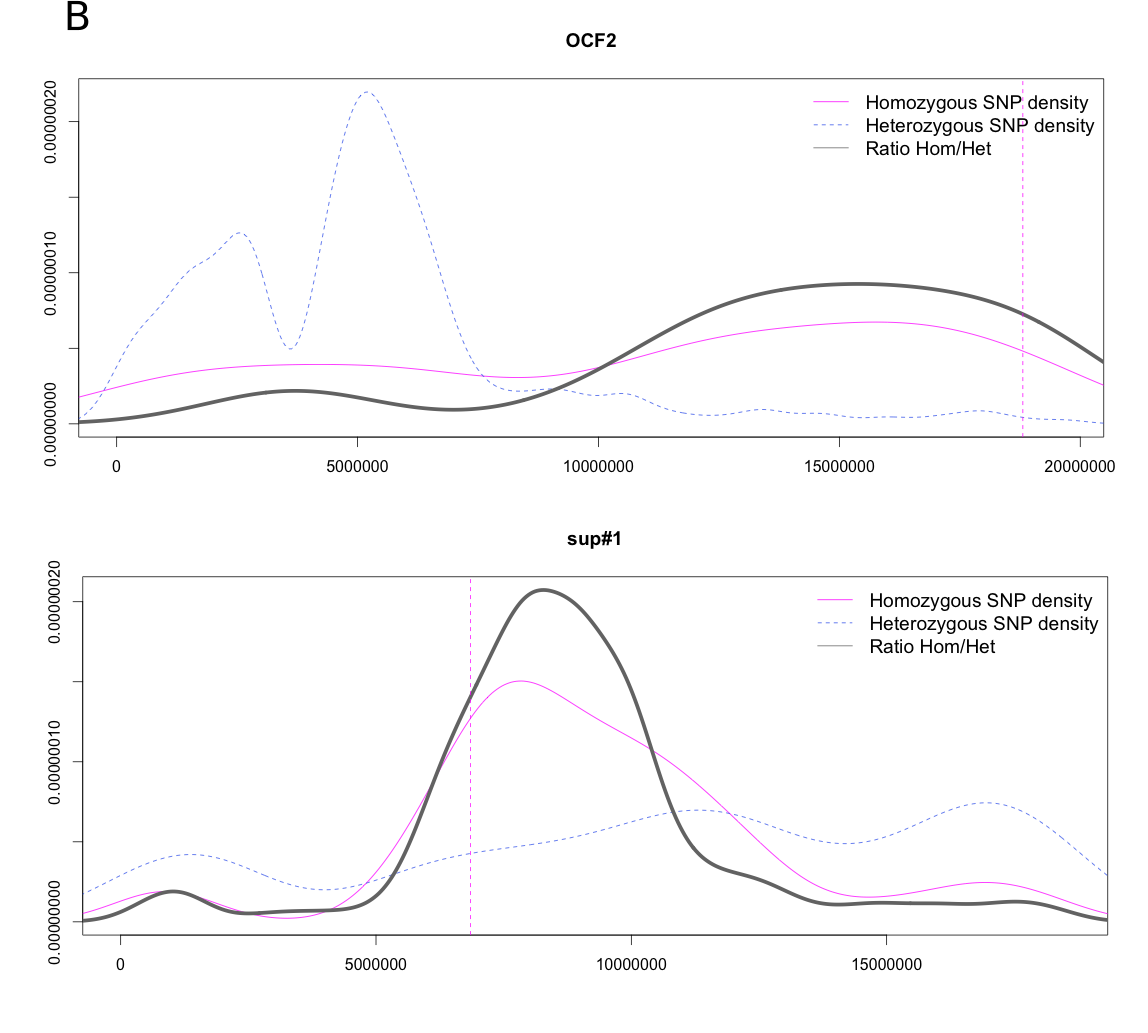 B
OCF2
0.00000020
0.00000010
0.00000000
Homozygous SNP density
Heterozygous SNP density
Ratio Hom/Het
0 5000000 10000000 15000000 20000000
sup#1
0.00000020
0.00000010
0.00000000
Homozygous SNP density
Heterozygous SNP density
Ratio Hom/Het
0 5000000 10000000 15000000